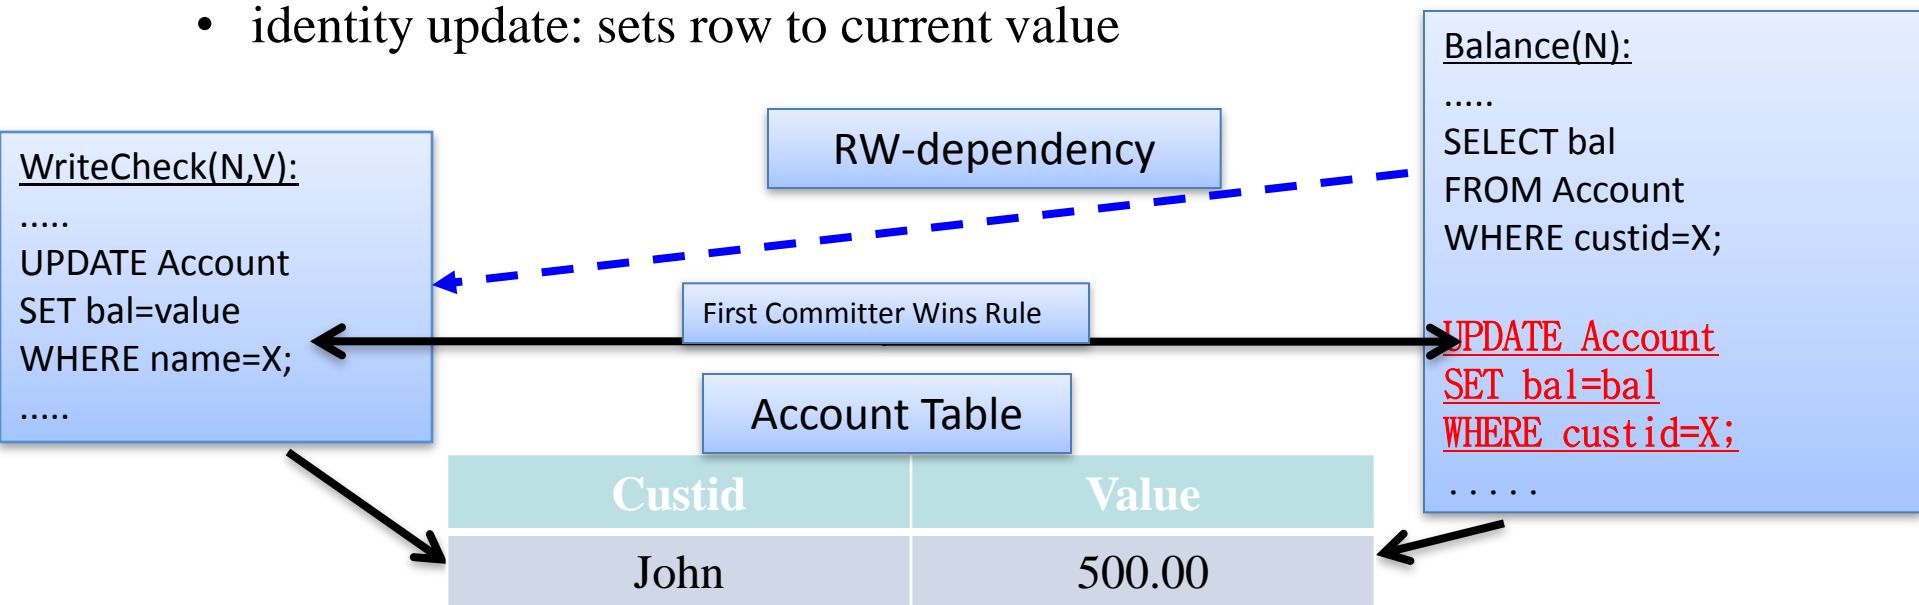 • identity update: sets row to current value
WriteCheck(N,V):
.....
UPDATE Account
SET bal=value
WHERE name=X;
.....
RW-dependency
First Committer Wins Rule
Account Table
Balance(N):
.....
SELECT bal
FROM Account
WHERE custid=X;
UPDATE Account
SET bal=bal
WHERE custid=X;
.....
Custid Value
John 500.00